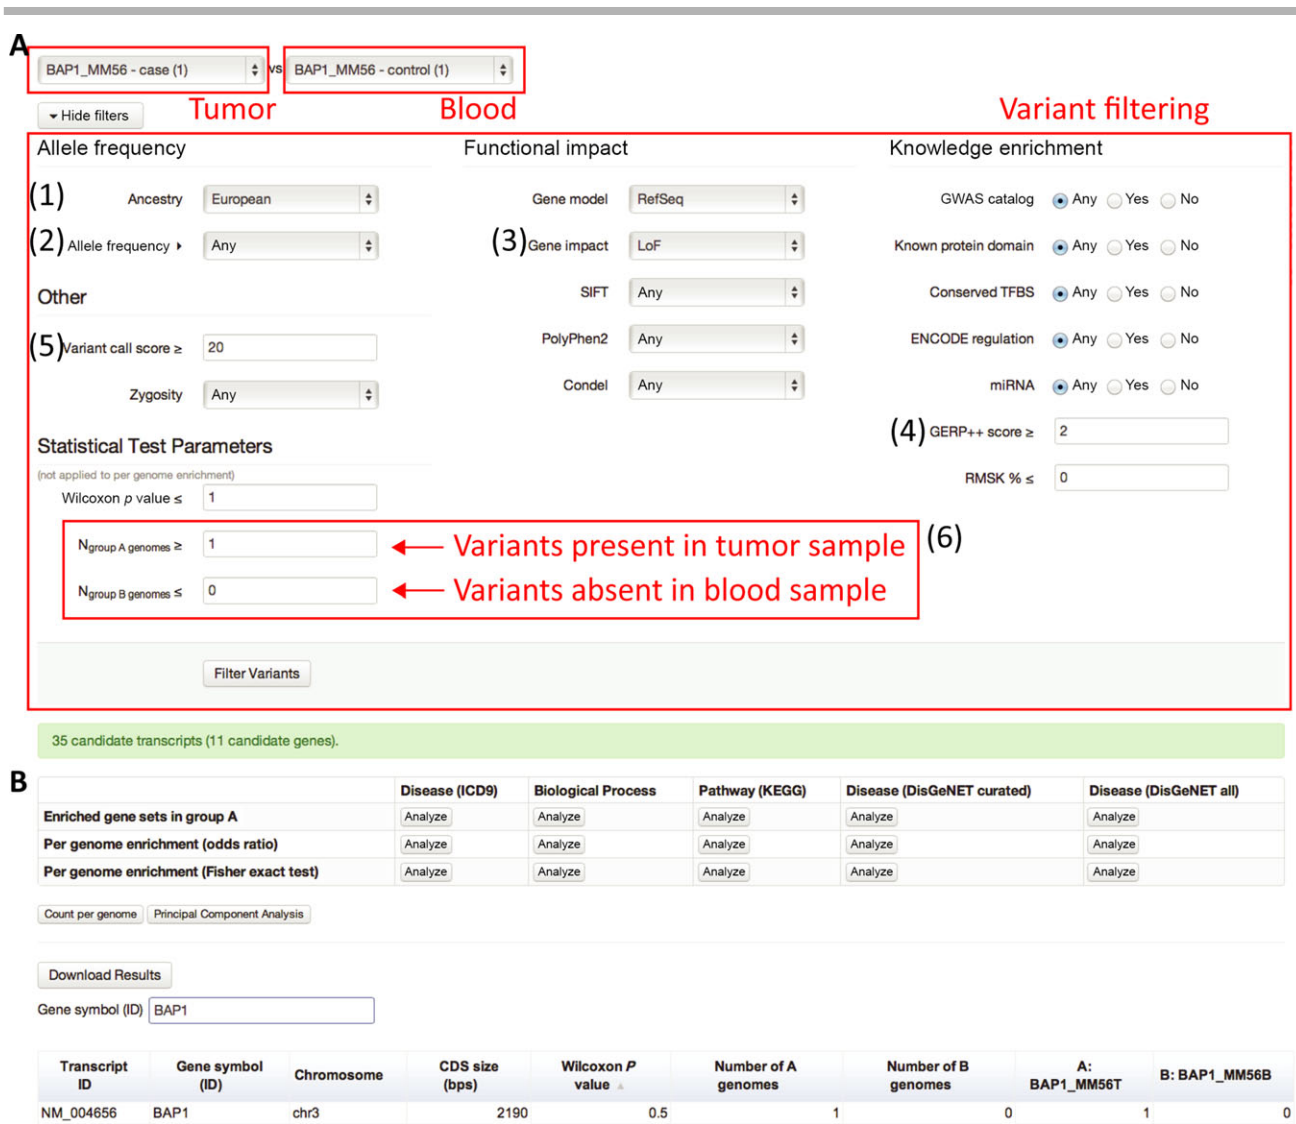 A
BAP1_MM56 - case (1) vs BAP1_MM56 - control (1)
Hide filters Tumor Blood Variant filtering
Allele frequency Functional impact Knowledge enrichment
(1) Ancestry European Gene model RefSeq GWAS catalog Any Yes No
(2) Allele frequency Any (3) Gene impact LoF Known protein domain Any Yes No
Other SIFT Any Conserved TFBS Any Yes No
(5) Variant call score ≥ 20 PolyPhen2 Any ENCODE regulation Any Yes No
Zygosity Any Condel Any miRNA Any Yes No
Statistical Test Parameters (4) GERP++ score ≥ 2
(not applied to per genome enrichment)
Wilcoxon p value ≤ 1 RMSK % ≤ 0
Ngroup A genomes ≥ 1 Variants present in tumor sample (6)
Ngroup B genomes ≤ 0 Variants absent in blood sample
Filter Variants
35 candidate transcripts (11 candidate genes).
B
Disease (ICD9) Biological Process Pathway (KEGG) Disease (DisGeNET curated) Disease (DisGeNET all)
Enriched gene sets in group A Analyze Analyze Analyze Analyze Analyze
Per genome enrichment (odds ratio) Analyze Analyze Analyze Analyze Analyze
Per genome enrichment (Fisher exact test) Analyze Analyze Analyze Analyze Analyze
Count per genome Principal Component Analysis
Download Results
Gene symbol (ID) BAP1
Transcript ID Gene symbol (ID) Chromosome CDS size (bps) Wilcoxon P value Number of A genomes Number of B genomes A: BAP1_MM56T B: BAP1_MM56B
NM_004656 BAP1 chr3 2190 0.5 1 0 1 0